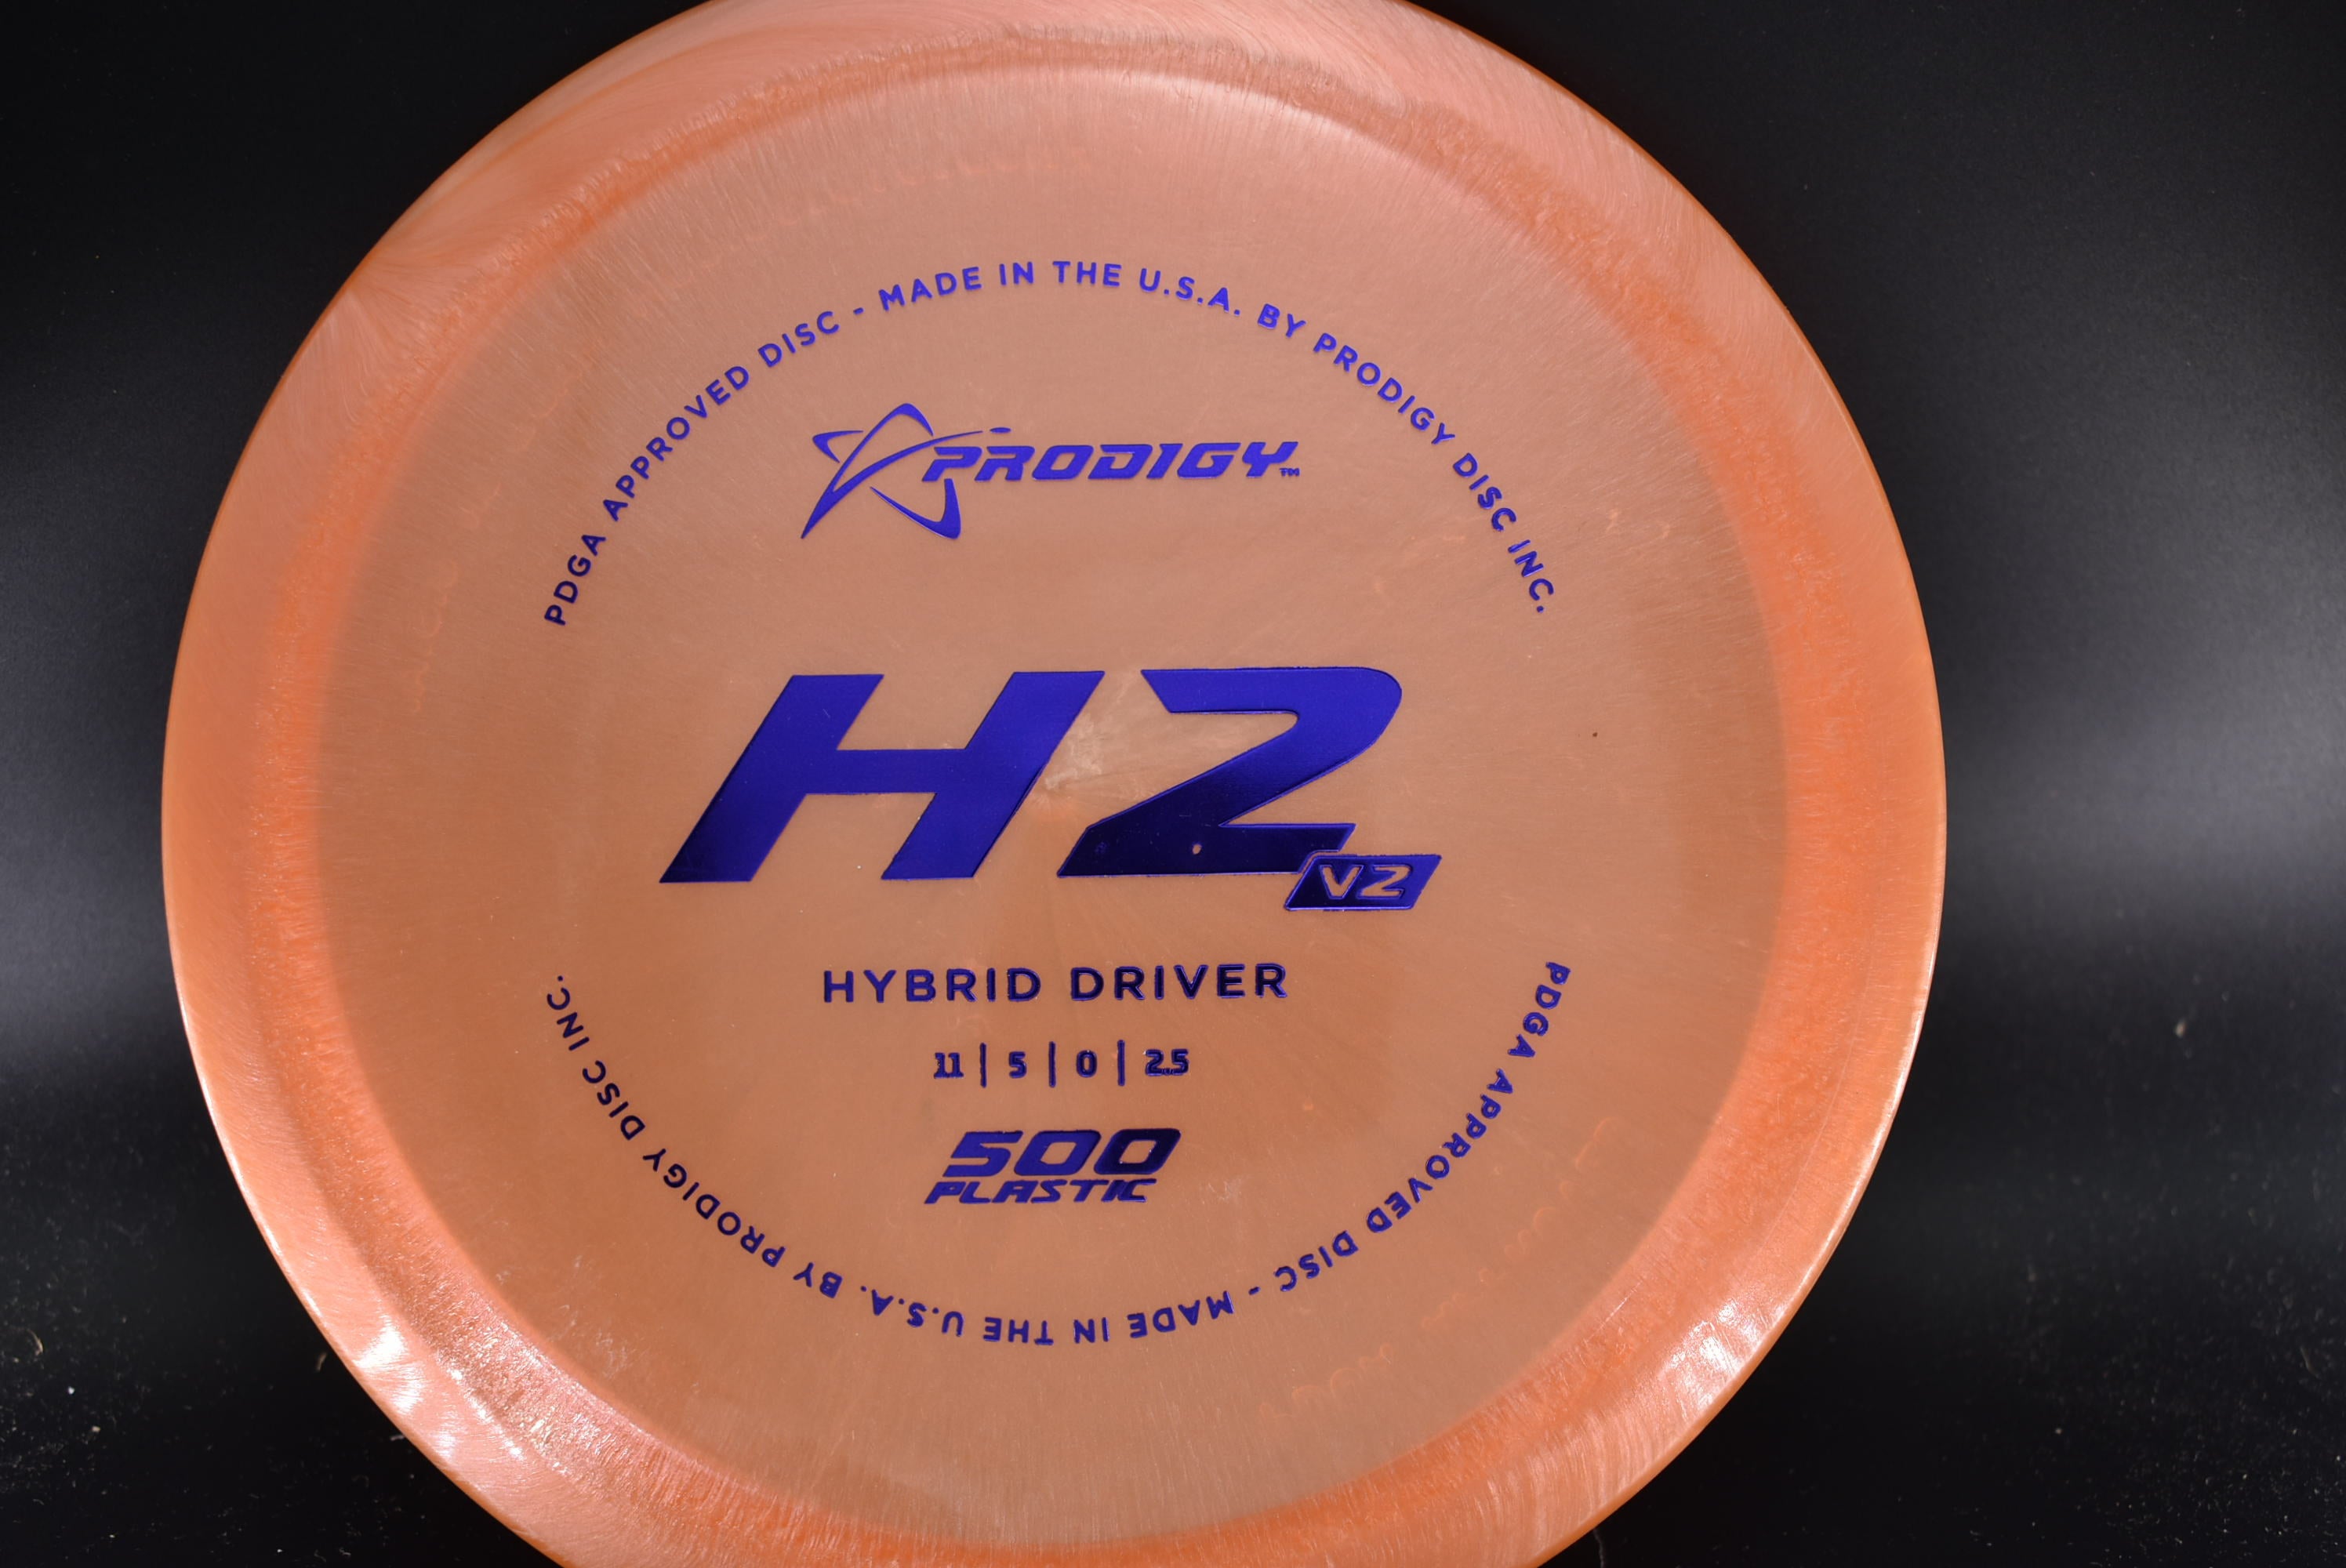 PDGA APPROVED DISC - MADE IN THE U.S.A. BY PRODIGY DISC INC.
PRODIGY™
H2
V2
HYBRID DRIVER
11 | 5 | 0 | 2.5
500
PLASTIC
PDGA APPROVED DISC - MADE IN THE U.S.A. BY PRODIGY DISC INC.